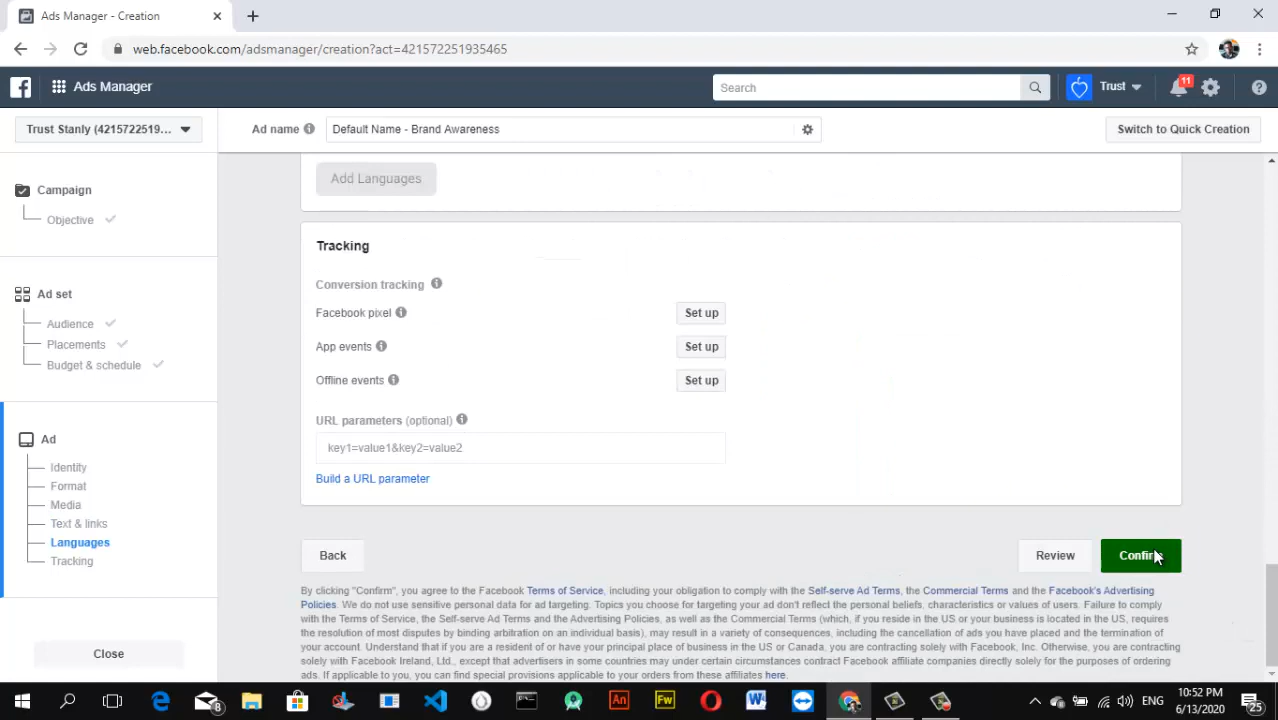 Ads Manager - Creation
web.facebook.com/adsmanager/creation?act=421572251935465
Ads Manager
Search
Trust
11
Trust Stanly (4215722519...
Ad name
Default Name - Brand Awareness
Switch to Quick Creation
Campaign
Objective
Ad set
Audience
Placements
Budget & schedule
Ad
Identity
Format
Media
Text & links
Languages
Tracking
Close
Add Languages
Tracking
Conversion tracking
Facebook pixel
Set up
App events
Set up
Offline events
Set up
URL parameters (optional)
key1=value1&key2=value2
Build a URL parameter
Back
Review
Confirm
By clicking "Confirm", you agree to the Facebook Terms of Service, including your obligation to comply with the Self-serve Ad Terms, the Commercial Terms and the Facebook's Advertising
Policies. We do not use sensitive personal data for ad targeting. Topics you choose for targeting your ad don't reflect the personal beliefs, characteristics or values of users. Failure to comply
with the Terms of Service, the Self-serve Ad Terms and the Advertising Policies, as well as the Commercial Terms (which, if you reside in the US or your business is located in the US, requires
the resolution of most disputes by binding arbitration on an individual basis), may result in a variety of consequences, including the cancellation of ads you have placed and the termination of
your account. Understand that if you are a resident of or have your principal place of business in the US or Canada, you are contracting solely with Facebook, Inc. Otherwise, you are contracting
solely with Facebook Ireland, Ltd., except that advertisers in some countries may under certain circumstances contract Facebook affiliate companies directly solely for the purposes of ordering
ads. If applicable to you, you can find special provisions applicable to your orders from these affiliates here.
8
An
Fw
W
ENG
10:52 PM
6/13/2020
25